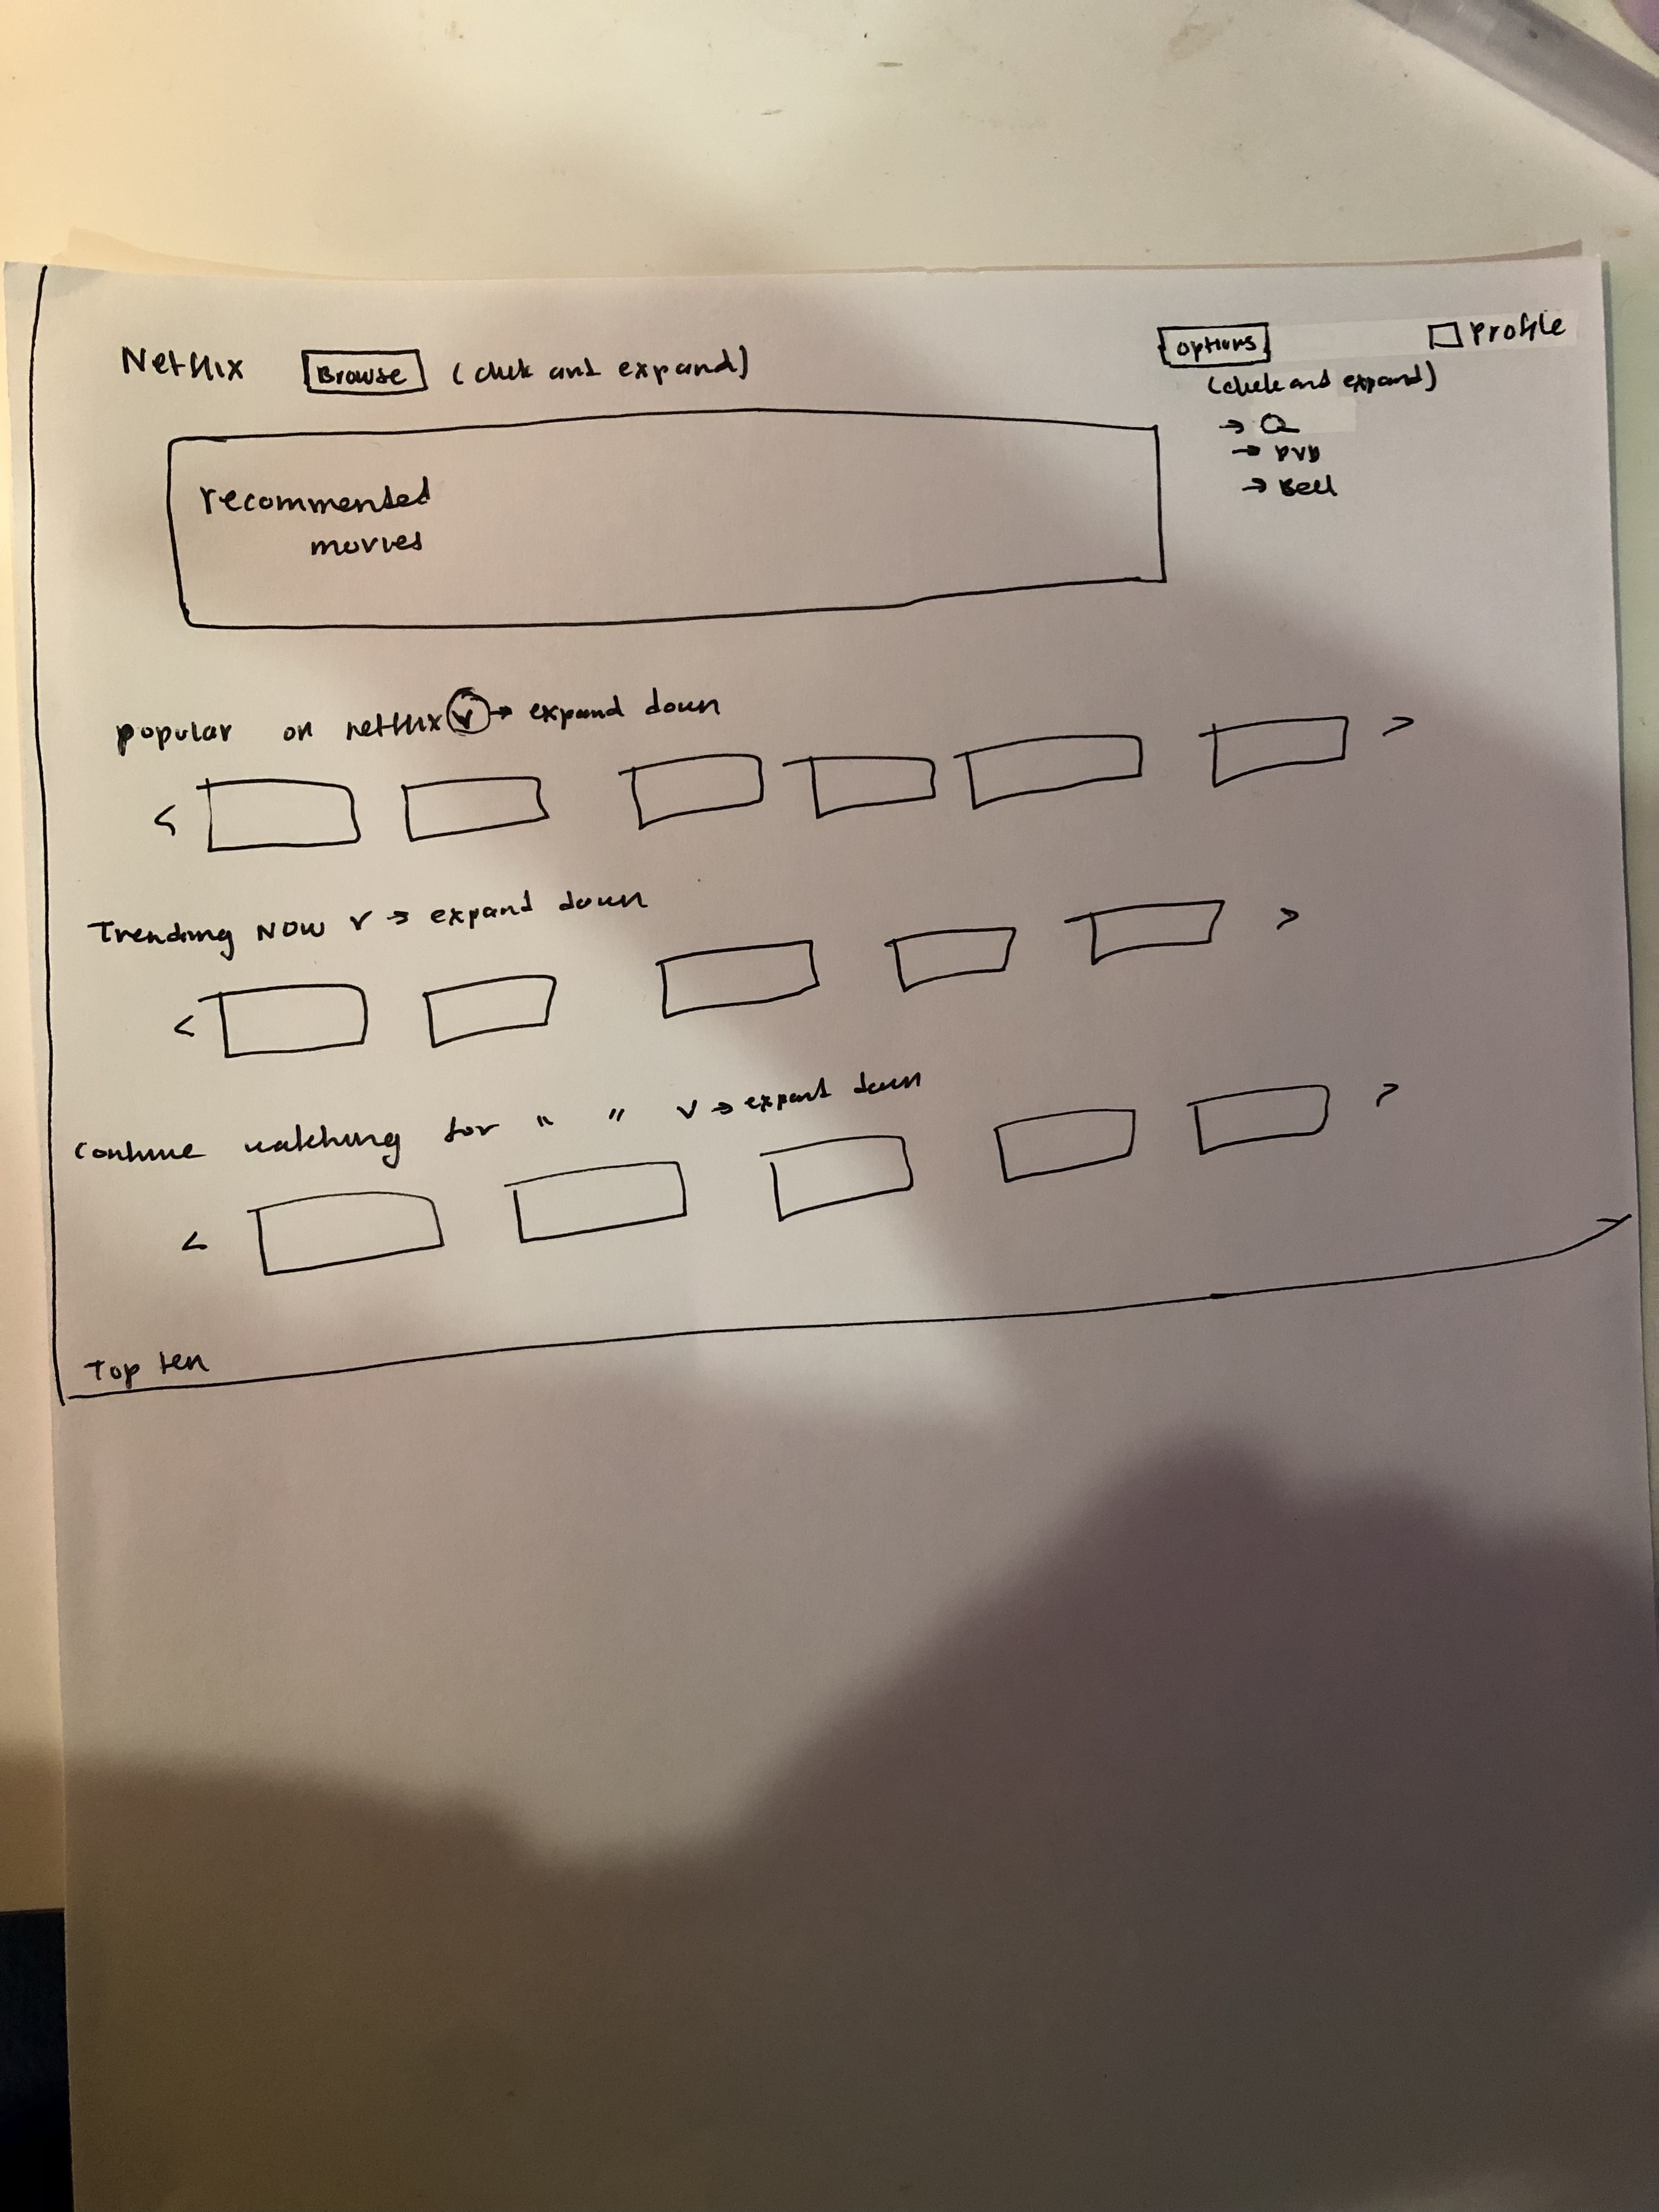 Netflix Browse (click and expand)
options
Profile
(click and expand)
→ Q
→ DVD
→ Bell
recommended
movies
popular on netflix v → expand down
< >
Trending NOW v → expand down
< >
Continue watching for " " v → expand down
< >
Top ten